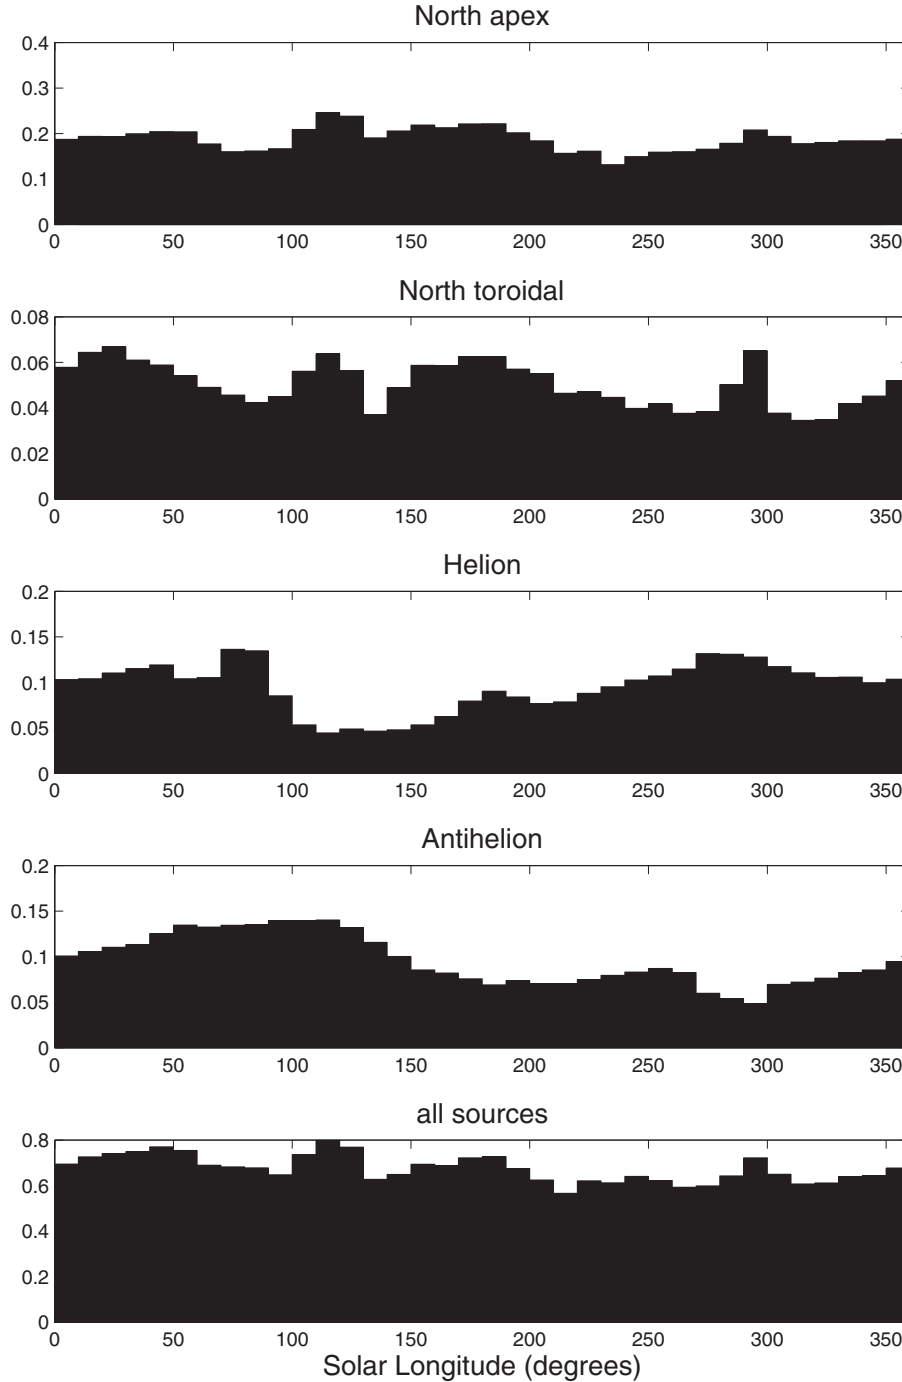 North apex
0.4
0.3
0.2
0.1
0
0 50 100 150 200 250 300 350
North toroidal
0.08
0.06
0.04
0.02
0
0 50 100 150 200 250 300 350
Helion
0.2
0.15
0.1
0.05
0
0 50 100 150 200 250 300 350
Antihelion
0.2
0.15
0.1
0.05
0
0 50 100 150 200 250 300 350
all sources
0.8
0.6
0.4
0.2
0
0 50 100 150 200 250 300 350
Solar Longitude (degrees)